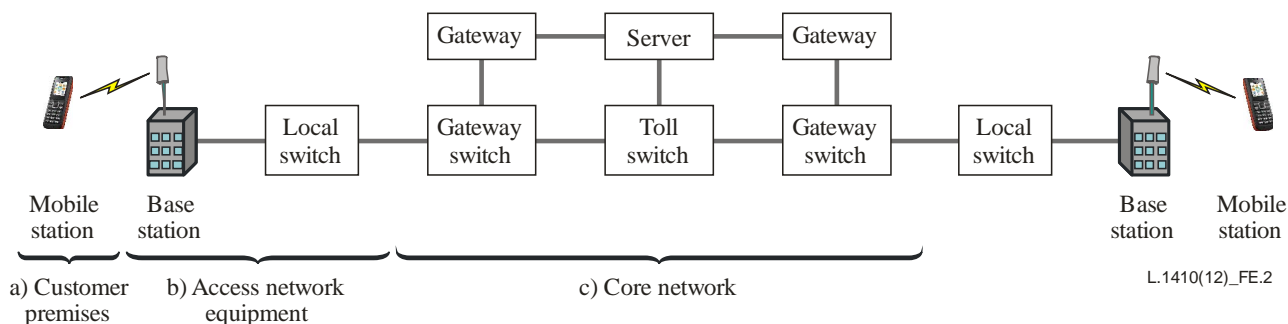 Gateway
Server
Gateway
Local
switch
Gateway
switch
Toll
switch
Gateway
switch
Local
switch
Mobile
station
Base
station
Base
station
Mobile
station
a) Customer
premises
b) Access network
equipment
c) Core network
L.1410(12)_FE.2